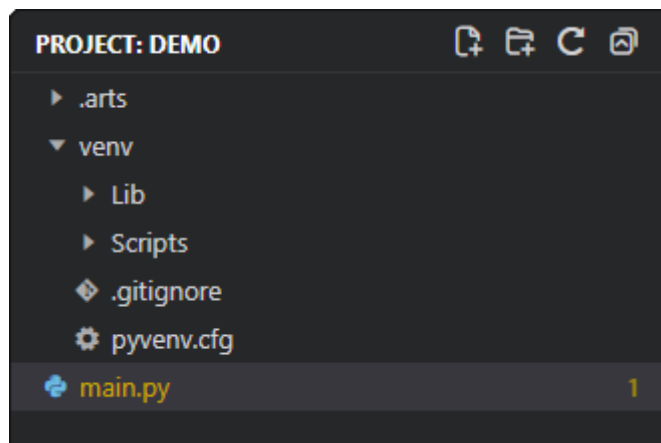 PROJECT: DEMO
.arts
venv
Lib
Scripts
.gitignore
pyvenv.cfg
main.py 1